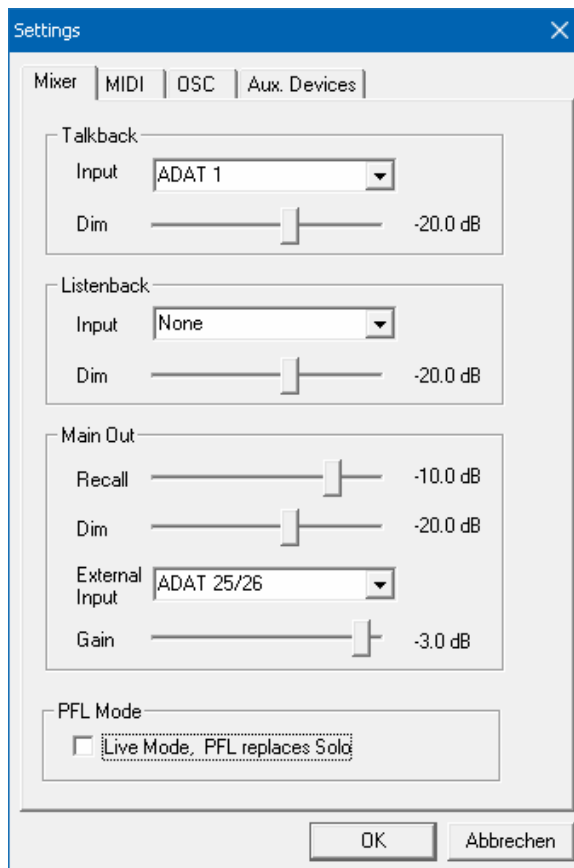 Settings
Mixer MIDI OSC Aux. Devices
Talkback
Input ADAT 1
Dim -20.0 dB
Listenback
Input None
Dim -20.0 dB
Main Out
Recall -10.0 dB
Dim -20.0 dB
External
Input ADAT 25/26
Gain -3.0 dB
PFL Mode
Live Mode, PFL replaces Solo
OK Abbrechen